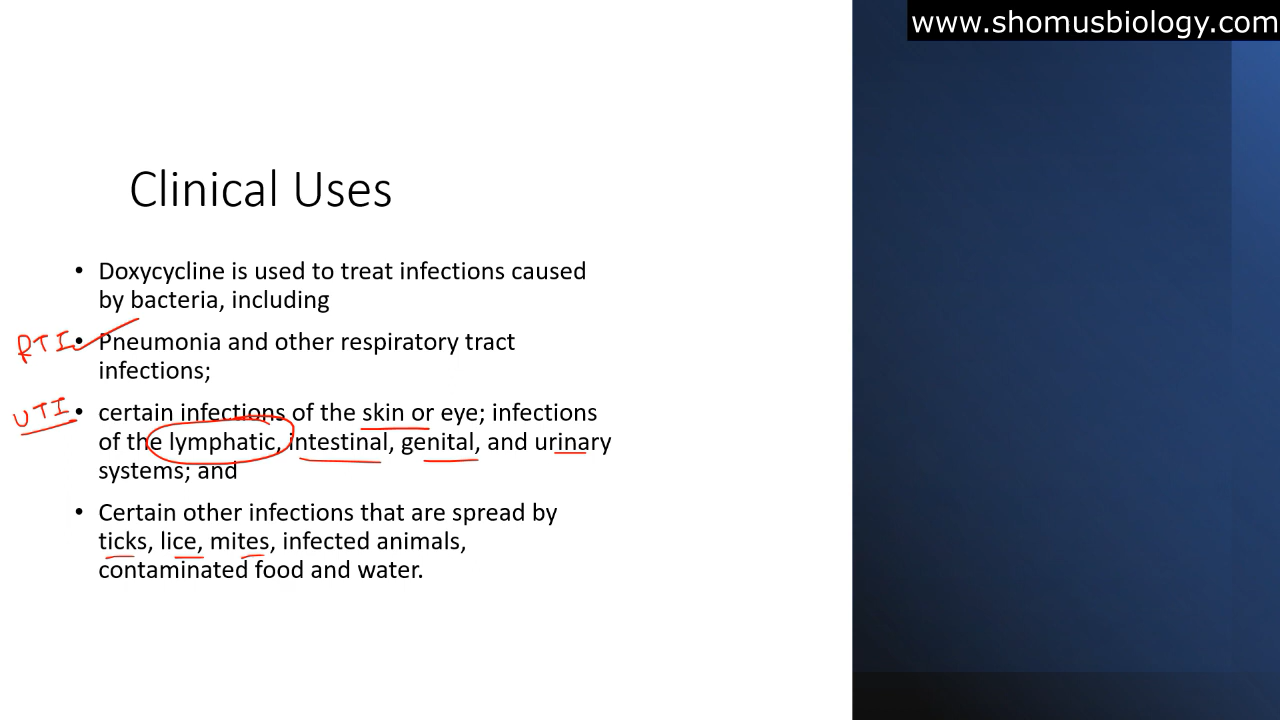 www.shomusbiology.com
Clinical Uses
• Doxycycline is used to treat infections caused
by bacteria, including
RTI • Pneumonia and other respiratory tract
infections;
UTI • certain infections of the skin or eye; infections
of the lymphatic, intestinal, genital, and urinary
systems; and
• Certain other infections that are spread by
ticks, lice, mites, infected animals,
contaminated food and water.